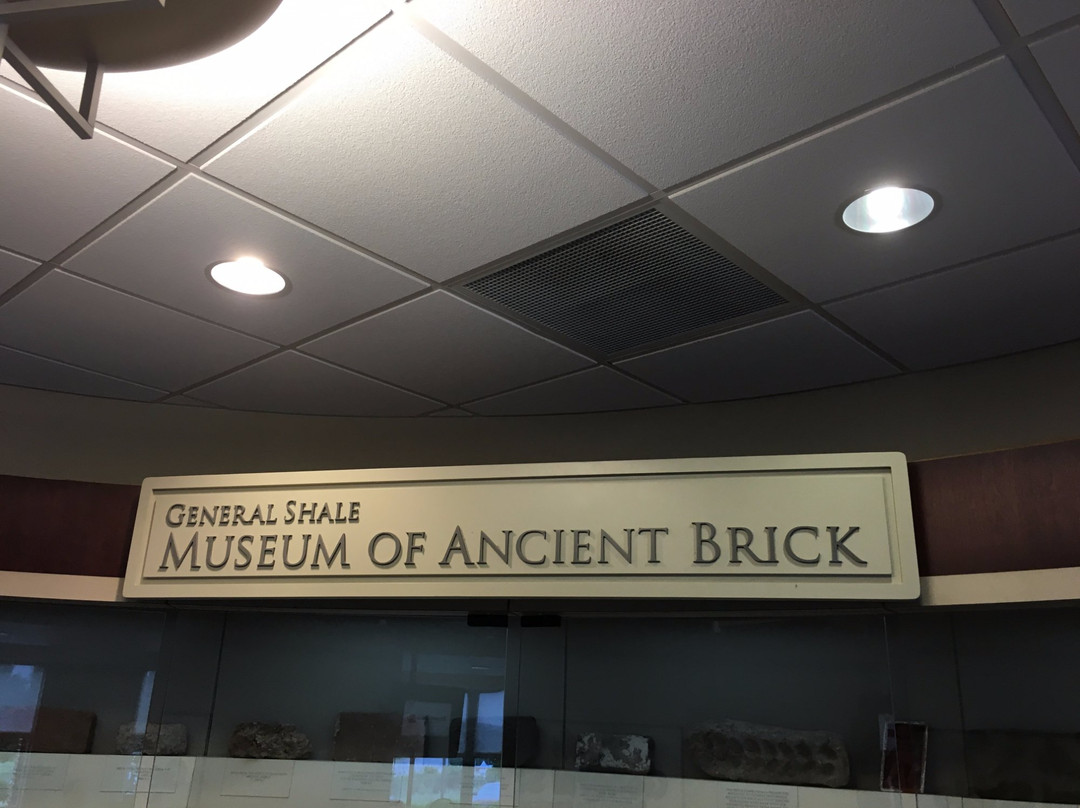 General Shale
Museum of Ancient Brick